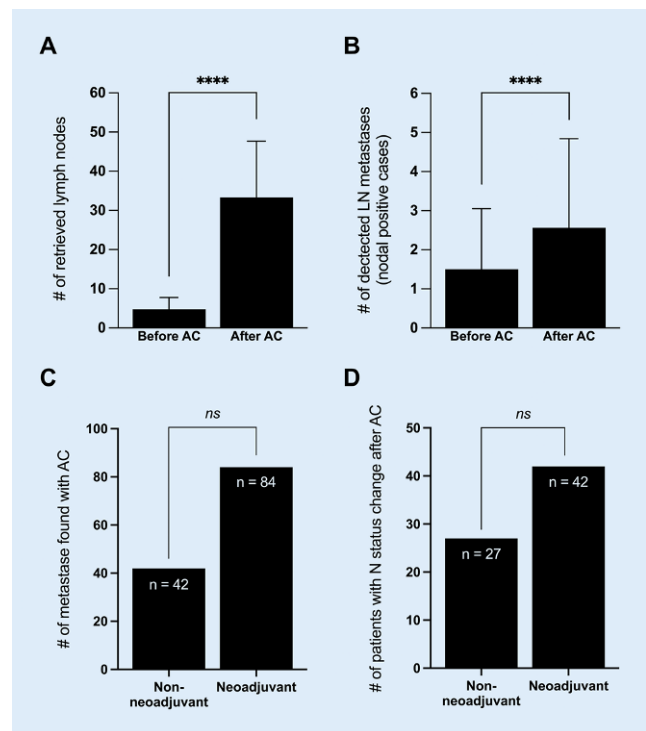 A
****
# of retrieved lymph nodes
60
50
40
30
20
10
0
Before AC
After AC
B
****
# of dectected LN metastases
(nodal positive cases)
6
5
4
3
2
1
0
Before AC
After AC
C
ns
# of metastase found with AC
100
80
60
40
20
0
n = 42
n = 84
Non-
neoadjuvant
Neoadjuvant
D
ns
# of patients with N status change after AC
50
40
30
20
10
0
n = 27
n = 42
Non-
neoadjuvant
Neoadjuvant